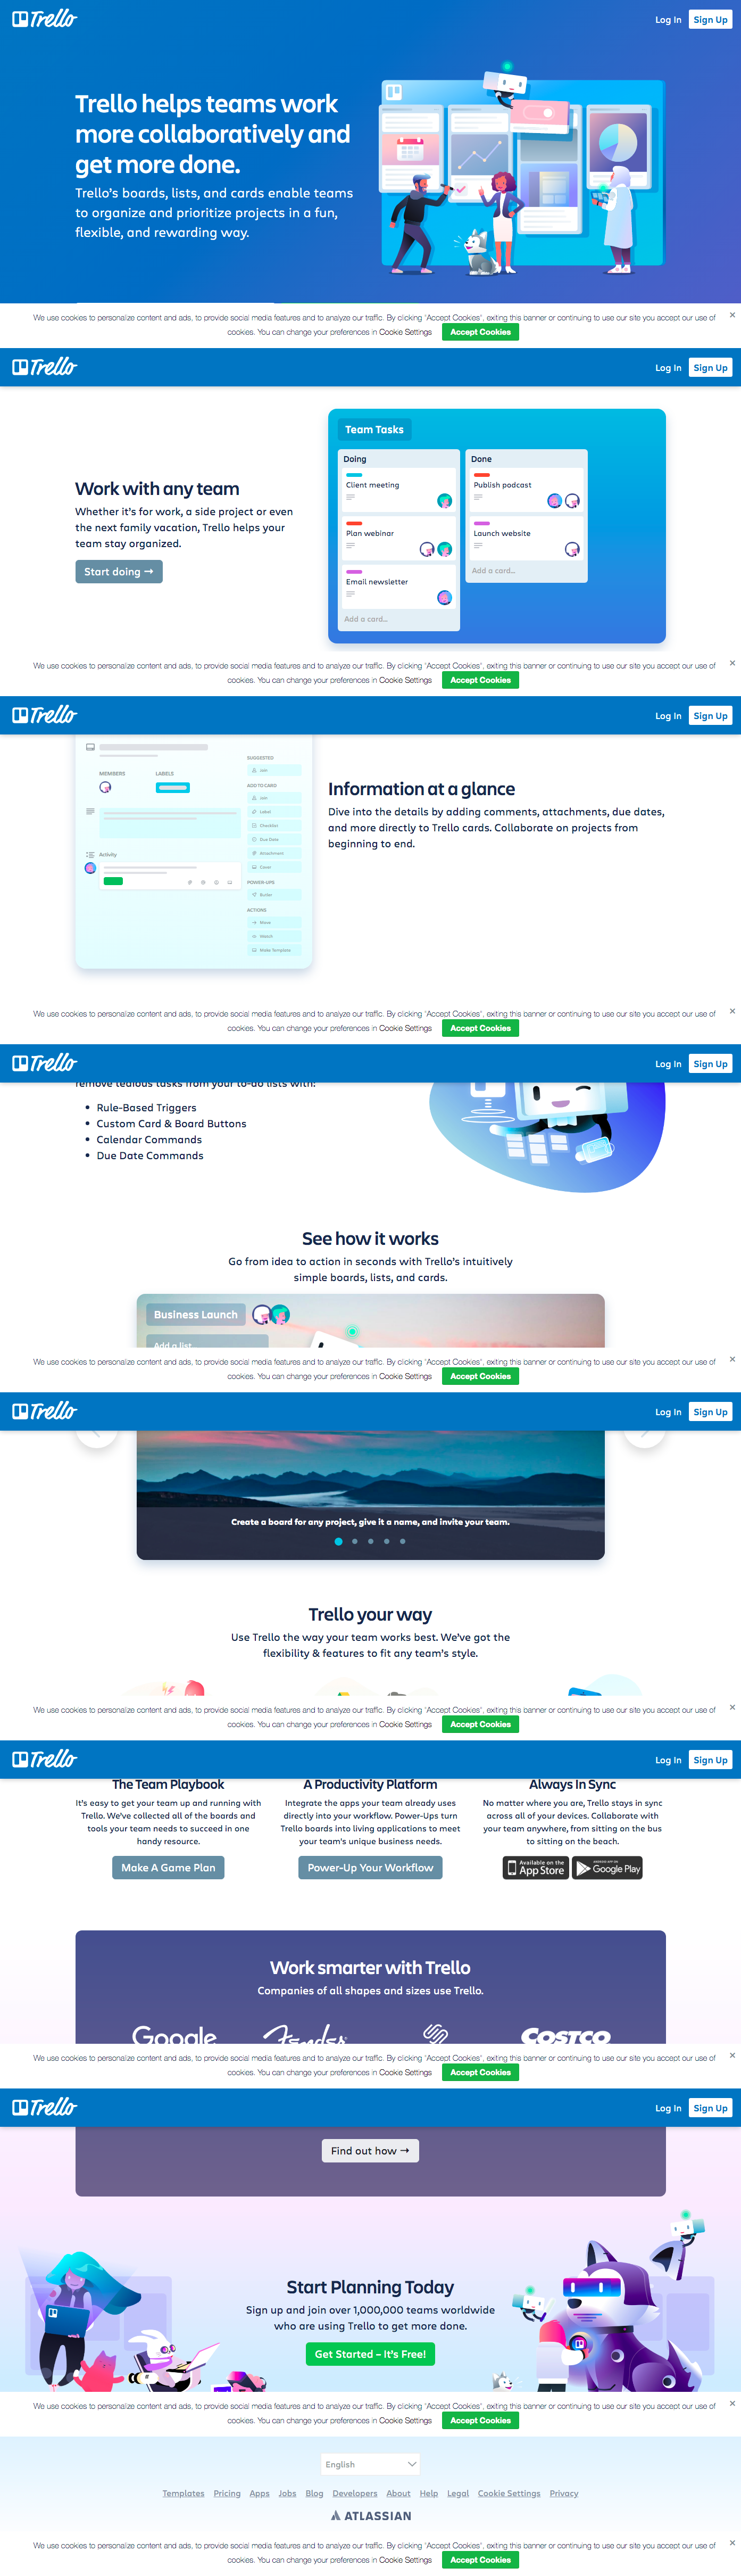 Trello
Log In
Sign Up
Trello helps teams work
more collaboratively and
get more done.
Trello's boards, lists, and cards enable teams
to organize and prioritize projects in a fun,
flexible, and rewarding way.
We use cookies to personalize content and ads, to provide social media features and to analyze our traffic. By clicking "Accept Cookies", exiting this banner or continuing to use our site you accept our use of
cookies. You can change your preferences in Cookie Settings
Accept Cookies
Trello
Log In
Sign Up
Work with any team
Whether it's for work, a side project or even
the next family vacation, Trello helps your
team stay organized.
Start doing →
Team Tasks
Doing
Client meeting
Plan webinar
Email newsletter
Add a card...
Done
Publish podcast
Launch website
Add a card...
We use cookies to personalize content and ads, to provide social media features and to analyze our traffic. By clicking "Accept Cookies", exiting this banner or continuing to use our site you accept our use of
cookies. You can change your preferences in Cookie Settings
Accept Cookies
Trello
Log In
Sign Up
MEMBERS
LABELS
Activity
SUGGESTED
Join
ADD TO CARD
Join
Label
Checklist
Due Date
Attachment
Cover
POWER-UPS
Butler
ACTIONS
Move
Watch
Make Template
Information at a glance
Dive into the details by adding comments, attachments, due dates,
and more directly to Trello cards. Collaborate on projects from
beginning to end.
We use cookies to personalize content and ads, to provide social media features and to analyze our traffic. By clicking "Accept Cookies", exiting this banner or continuing to use our site you accept our use of
cookies. You can change your preferences in Cookie Settings
Accept Cookies
Trello
Log In
Sign Up
remove tedious tasks from your to-do lists with:
• Rule-Based Triggers
• Custom Card & Board Buttons
• Calendar Commands
• Due Date Commands
See how it works
Go from idea to action in seconds with Trello's intuitively
simple boards, lists, and cards.
Business Launch
Add a list
We use cookies to personalize content and ads, to provide social media features and to analyze our traffic. By clicking "Accept Cookies", exiting this banner or continuing to use our site you accept our use of
cookies. You can change your preferences in Cookie Settings
Accept Cookies
Trello
Log In
Sign Up
Create a board for any project, give it a name, and invite your team.
Trello your way
Use Trello the way your team works best. We've got the
flexibility & features to fit any team's style.
We use cookies to personalize content and ads, to provide social media features and to analyze our traffic. By clicking "Accept Cookies", exiting this banner or continuing to use our site you accept our use of
cookies. You can change your preferences in Cookie Settings
Accept Cookies
Trello
Log In
Sign Up
The Team Playbook
It's easy to get your team up and running with
Trello. We've collected all of the boards and
tools your team needs to succeed in one
handy resource.
Make A Game Plan
A Productivity Platform
Integrate the apps your team already uses
directly into your workflow. Power-Ups turn
Trello boards into living applications to meet
your team's unique business needs.
Power-Up Your Workflow
Always In Sync
No matter where you are, Trello stays in sync
across all of your devices. Collaborate with
your team anywhere, from sitting on the bus
to sitting on the beach.
Available on the
App Store
ANDROID APP ON
Google Play
Work smarter with Trello
Companies of all shapes and sizes use Trello.
Google
Fender
Costco
We use cookies to personalize content and ads, to provide social media features and to analyze our traffic. By clicking "Accept Cookies", exiting this banner or continuing to use our site you accept our use of
cookies. You can change your preferences in Cookie Settings
Accept Cookies
Trello
Log In
Sign Up
Find out how →
Start Planning Today
Sign up and join over 1,000,000 teams worldwide
who are using Trello to get more done.
Get Started – It's Free!
We use cookies to personalize content and ads, to provide social media features and to analyze our traffic. By clicking "Accept Cookies", exiting this banner or continuing to use our site you accept our use of
cookies. You can change your preferences in Cookie Settings
Accept Cookies
English
Templates Pricing Apps Jobs Blog Developers About Help Legal Cookie Settings Privacy
ATLASSIAN
We use cookies to personalize content and ads, to provide social media features and to analyze our traffic. By clicking "Accept Cookies", exiting this banner or continuing to use our site you accept our use of
cookies. You can change your preferences in Cookie Settings
Accept Cookies